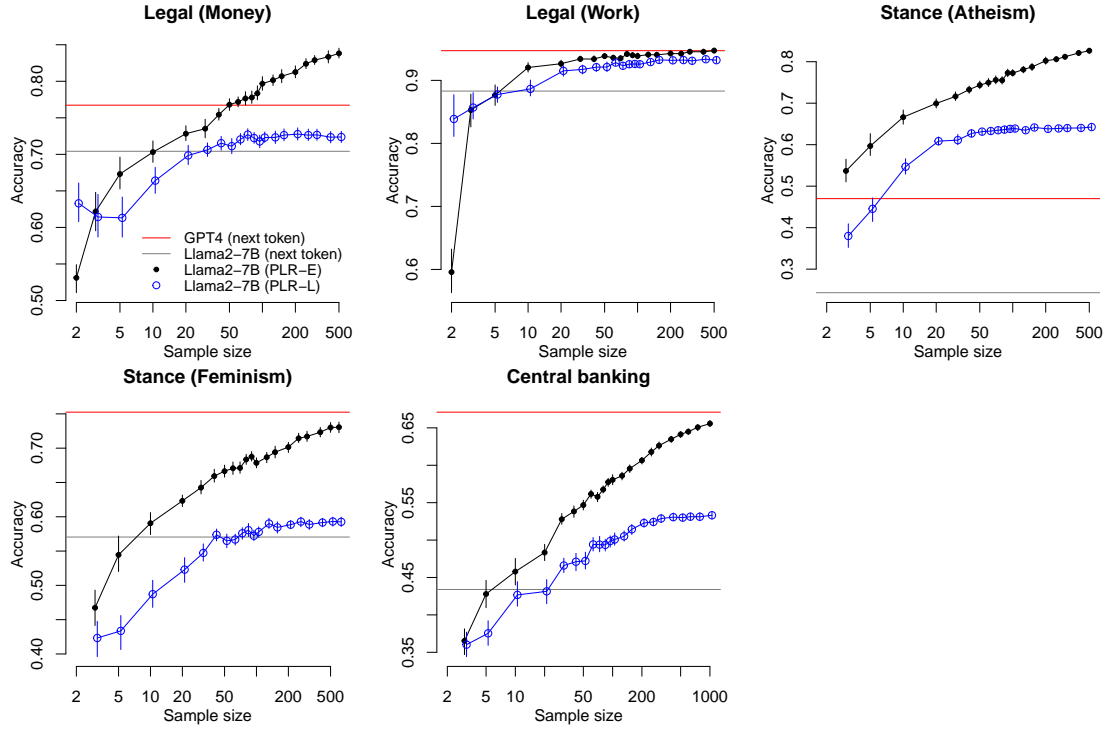 Legal (Money)
Accuracy
0.50 0.60 0.70 0.80
GPT4 (next token)
Llama2−7B (next token)
Llama2−7B (PLR−E)
Llama2−7B (PLR−L)
2 5 10 20 50 200 500
Sample size
Legal (Work)
Accuracy
0.6 0.7 0.8 0.9
2 5 10 20 50 200 500
Sample size
Stance (Atheism)
Accuracy
0.3 0.4 0.5 0.6 0.7 0.8
2 5 10 20 50 200 500
Sample size
Stance (Feminism)
Accuracy
0.40 0.50 0.60 0.70
2 5 10 20 50 200 500
Sample size
Central banking
Accuracy
0.35 0.45 0.55 0.65
2 5 10 20 50 200 1000
Sample size